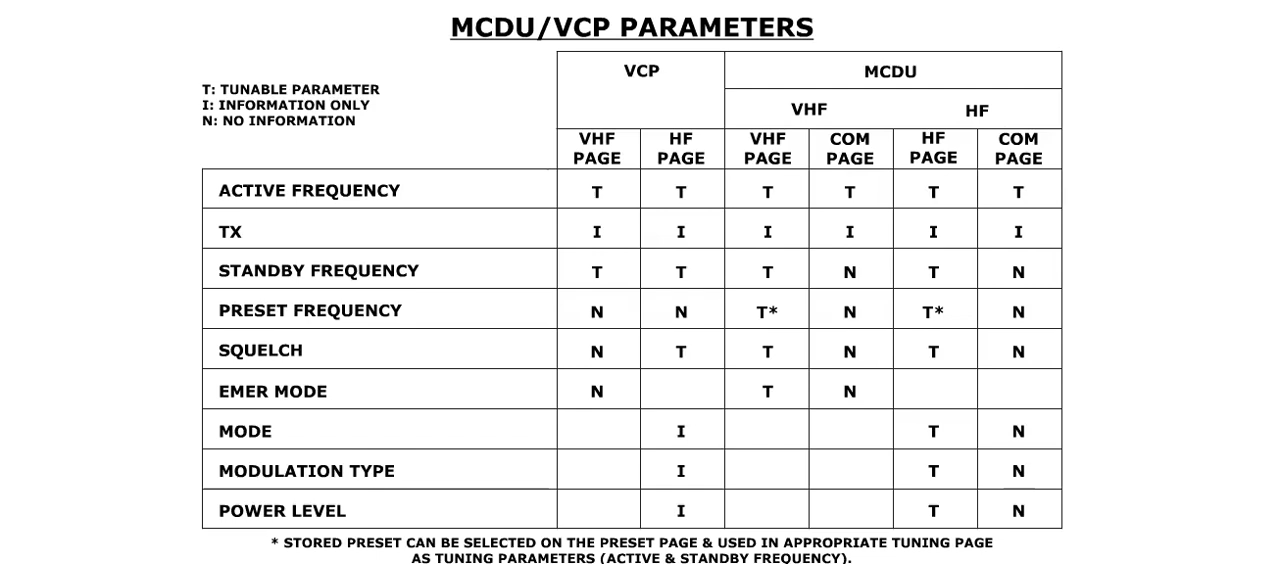 MCDU/VCP PARAMETERS
T: TUNABLE PARAMETER
I: INFORMATION ONLY
N: NO INFORMATION
VCP MCDU
VHF HF
VHF PAGE HF PAGE VHF PAGE COM PAGE HF PAGE COM PAGE
ACTIVE FREQUENCY T T T T T T
TX I I I I I I
STANDBY FREQUENCY T T T N T N
PRESET FREQUENCY N N T* N T* N
SQUELCH N T T N T N
EMER MODE N T N
MODE I T N
MODULATION TYPE I T N
POWER LEVEL I T N
* STORED PRESET CAN BE SELECTED ON THE PRESET PAGE & USED IN APPROPRIATE TUNING PAGE
AS TUNING PARAMETERS (ACTIVE & STANDBY FREQUENCY).